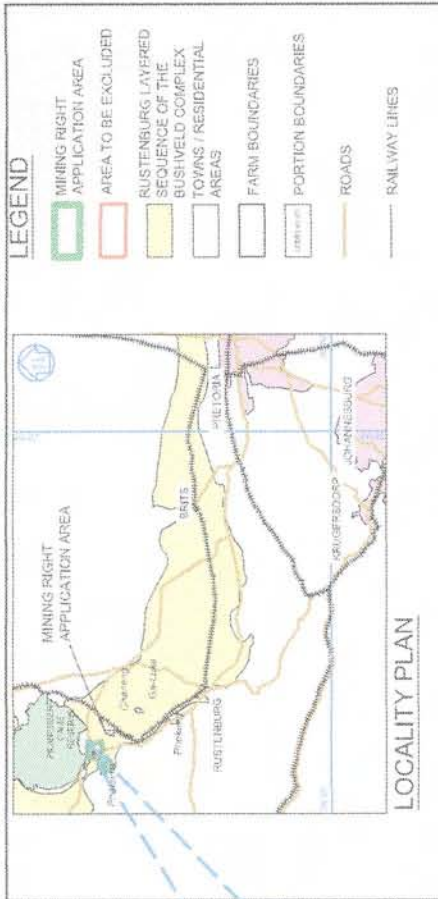 LEGEND
MINING RIGHT
APPLICATION AREA
AREA TO BE EXCLUDED
RUSTENBURG LAYERED
SEQUENCE OF THE
BUSHVELD COMPLEX
TOWNS / RESIDENTIAL
AREAS
FARM BOUNDARIES
PORTION BOUNDARIES
ROADS
RAILWAY LINES
MINING RIGHT
APPLICATION AREA
BRITS
PRETORIA
RUSTENBURG
KRUGERSDORP
JOHANNESBURG
LOCALITY PLAN